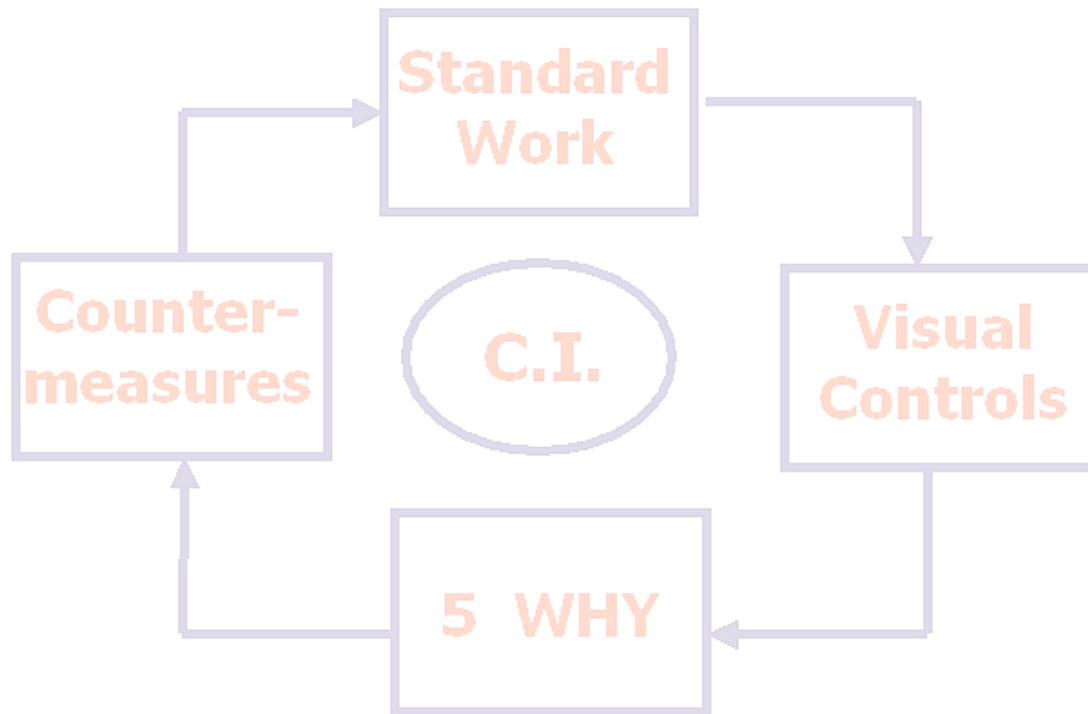 Standard
Work
Counter-
measures
C.I.
Visual
Controls
5 WHY